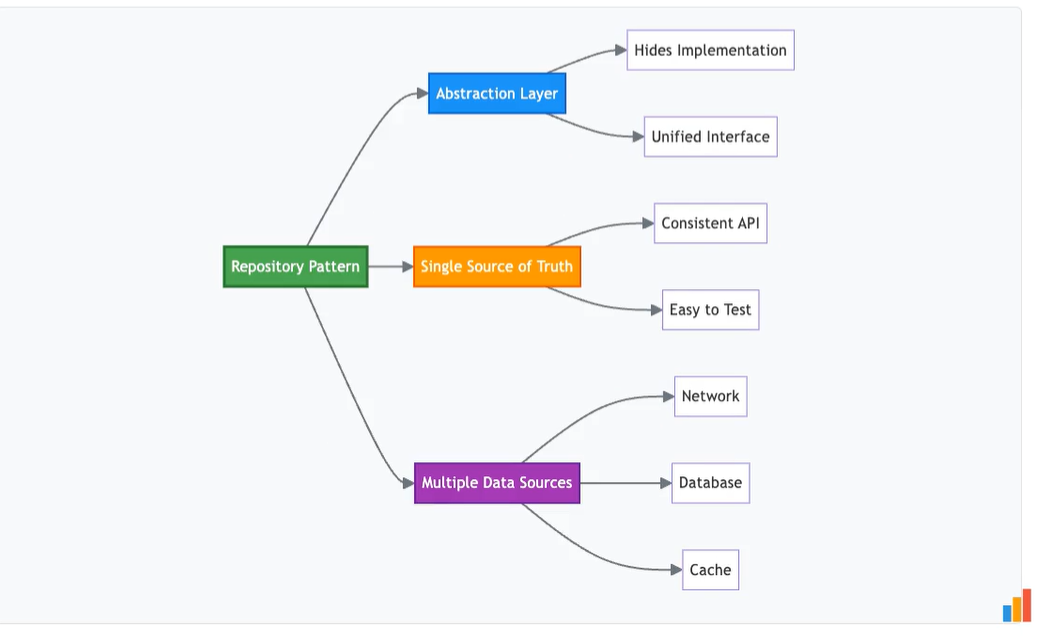 Hides Implementation
Abstraction Layer
Unified Interface
Consistent API
Repository Pattern
Single Source of Truth
Easy to Test
Network
Multiple Data Sources
Database
Cache